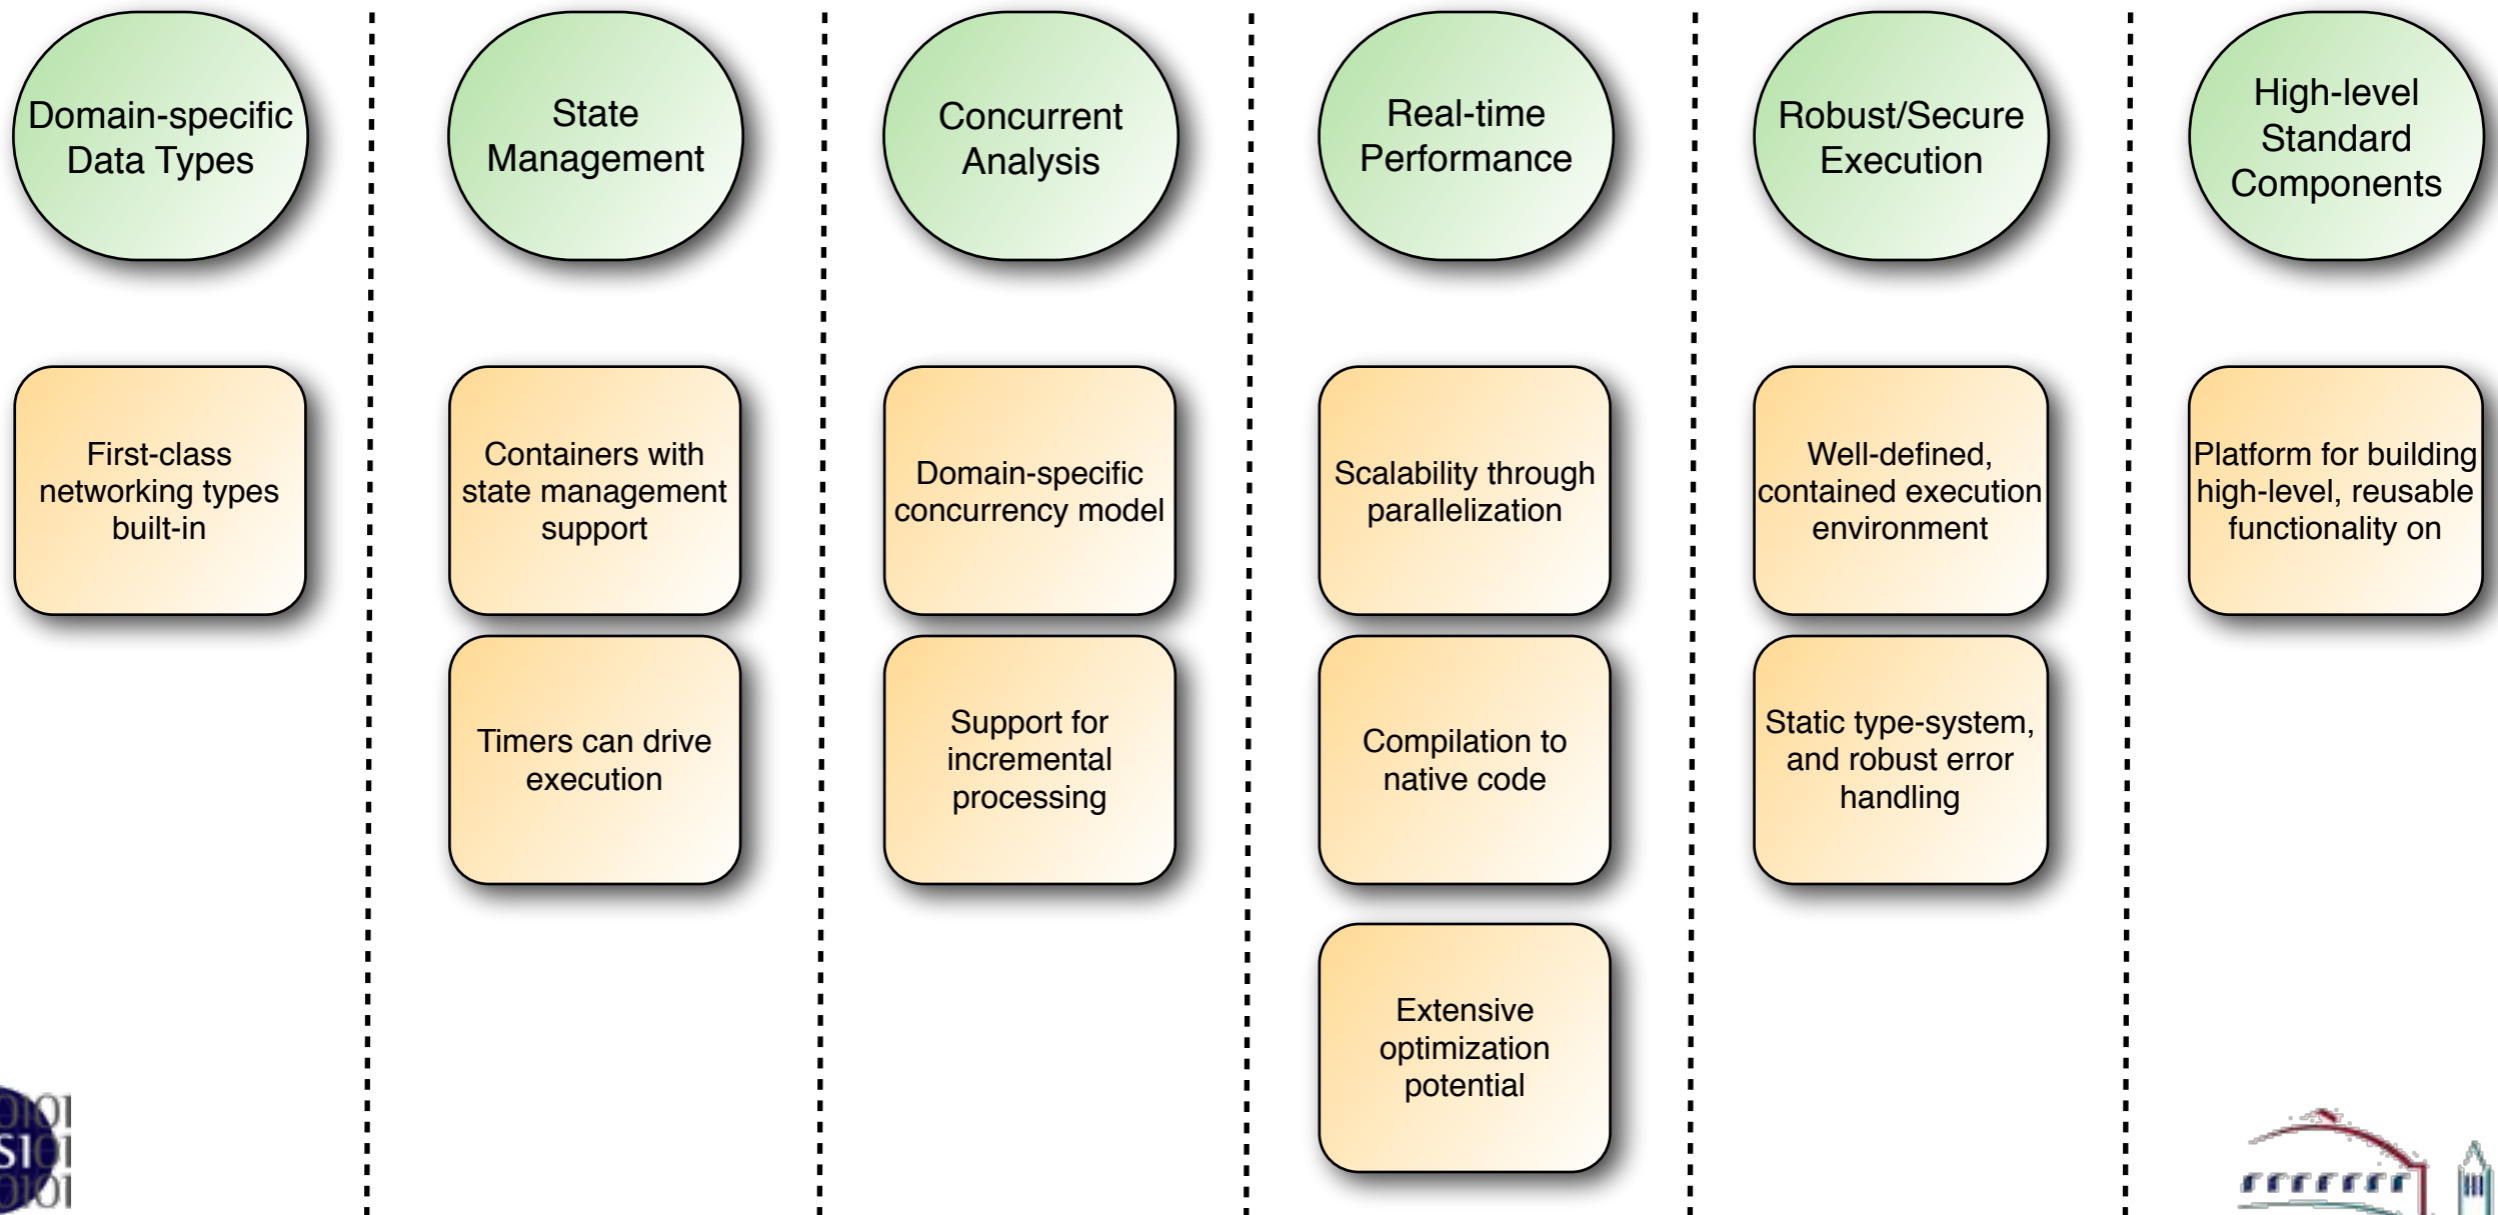 Domain-specific
Data Types
State
Management
Concurrent
Analysis
Real-time
Performance
Robust/Secure
Execution
High-level
Standard
Components
First-class
networking types
built-in
Containers with
state management
support
Domain-specific
concurrency model
Scalability through
parallelization
Well-defined,
contained execution
environment
Platform for building
high-level, reusable
functionality on
Timers can drive
execution
Support for
incremental
processing
Compilation to
native code
Static type-system,
and robust error
handling
Extensive
optimization
potential